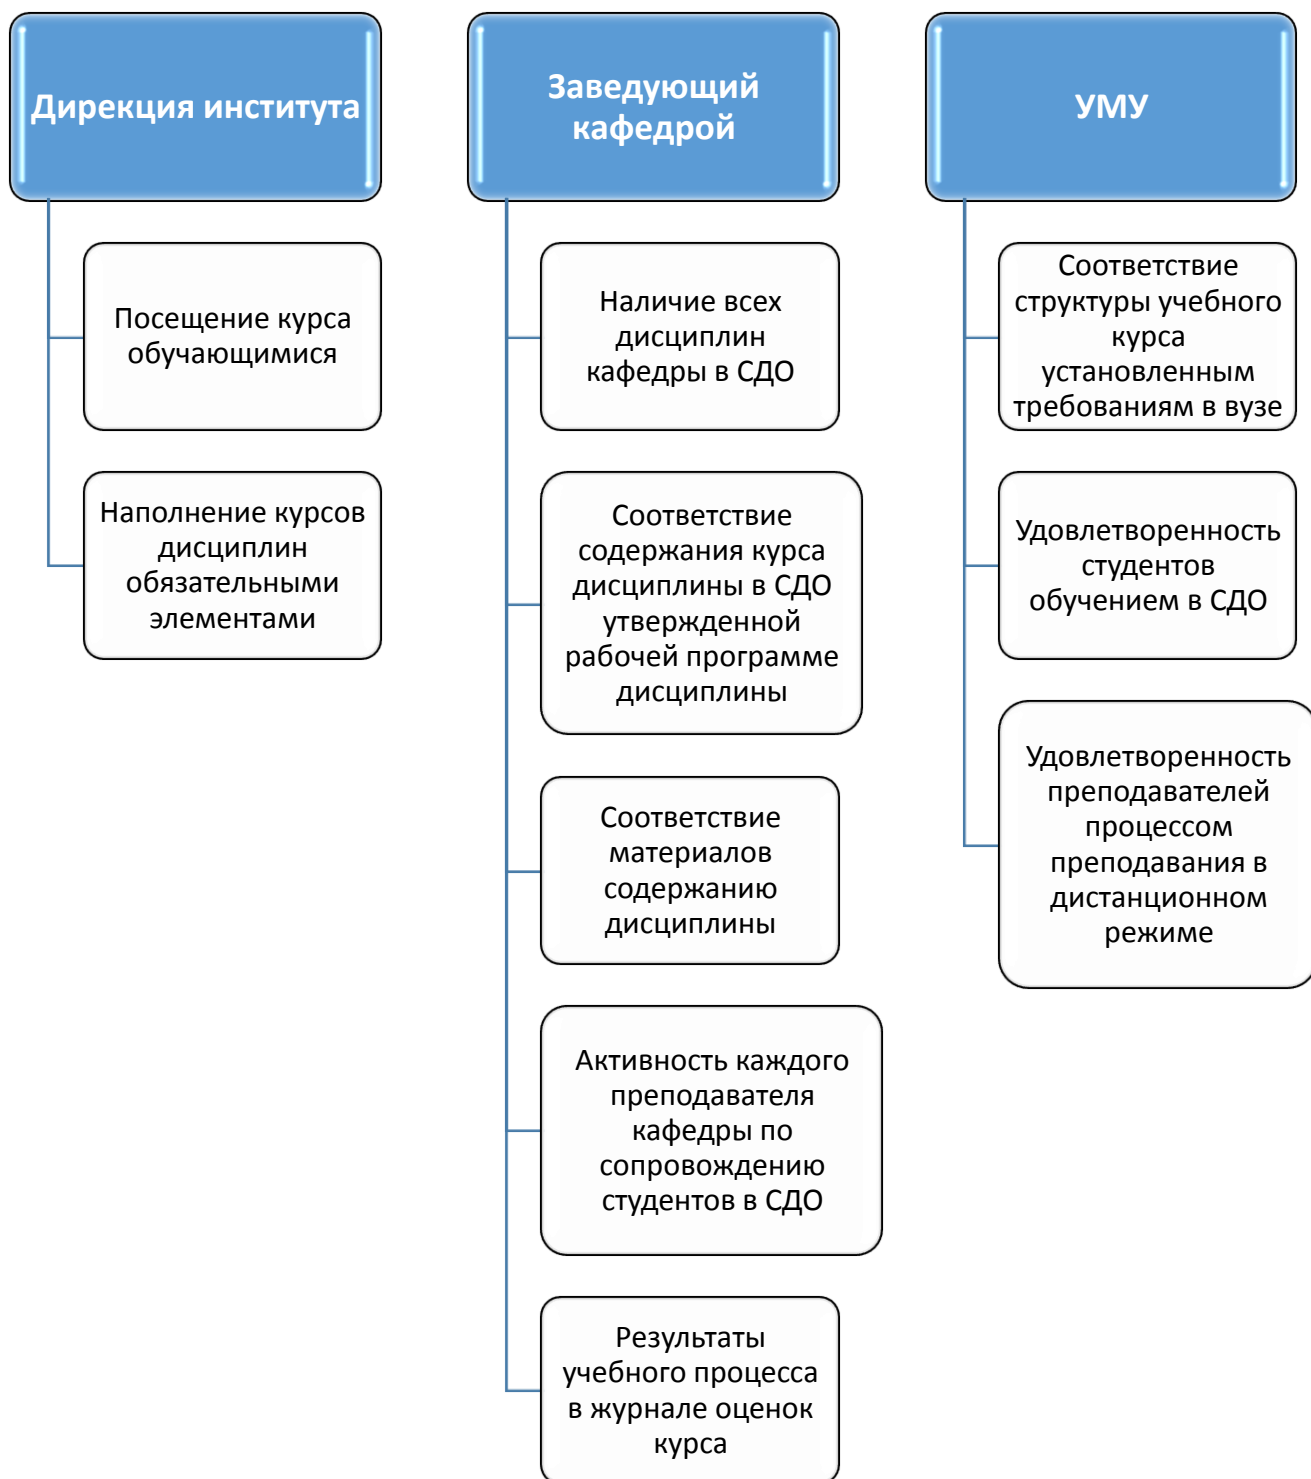 Дирекция института
Посещение курса
обучающимися
Наполнение курсов
дисциплин
обязательными
элементами
Заведующий
кафедрой
Наличие всех
дисциплин
кафедры в СДО
Соответствие
содержания курса
дисциплины в СДО
утвержденной
рабочей программе
дисциплины
Соответствие
материалов
содержанию
дисциплины
Активность каждого
преподавателя
кафедры по
сопровождению
студентов в СДО
Результаты
учебного процесса
в журнале оценок
курса
УМУ
Соответствие
структуры учебного
курса
установленным
требованиям в вузе
Удовлетворенность
студентов
обучением в СДО
Удовлетворенность
преподавателей
процессом
преподавания в
дистанционном
режиме